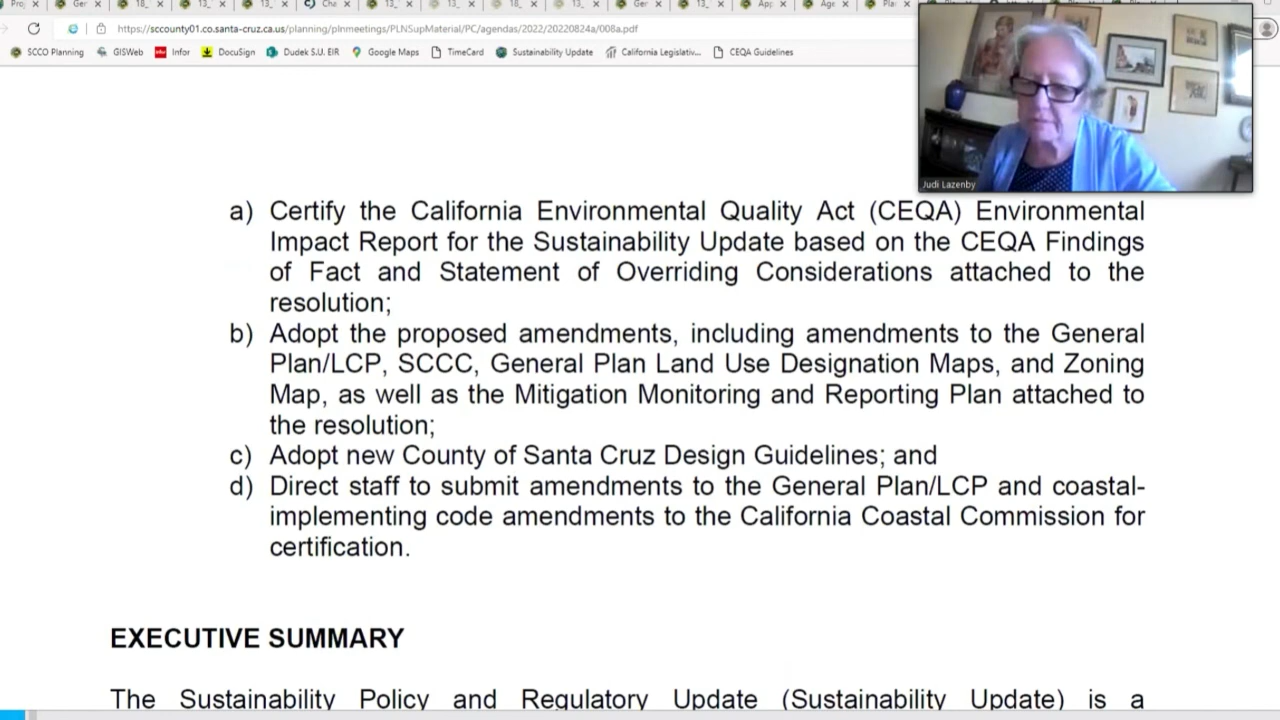 https://sccounty01.co.santa-cruz.ca.us/planning/plnmeetings/PLNSupMaterial/PC/agendas/2022/20220824a/008a.pdf
SCCO Planning GISWeb Infor DocuSign Dudek S.U. EIR Google Maps TimeCard Sustainability Update California Legislativ... CEQA Guidelines
Judi Lazenby
a) Certify the California Environmental Quality Act (CEQA) Environmental
Impact Report for the Sustainability Update based on the CEQA Findings
of Fact and Statement of Overriding Considerations attached to the
resolution;
b) Adopt the proposed amendments, including amendments to the General
Plan/LCP, SCCC, General Plan Land Use Designation Maps, and Zoning
Map, as well as the Mitigation Monitoring and Reporting Plan attached to
the resolution;
c) Adopt new County of Santa Cruz Design Guidelines; and
d) Direct staff to submit amendments to the General Plan/LCP and coastal-
implementing code amendments to the California Coastal Commission for
certification.
EXECUTIVE SUMMARY
The Sustainability Policy and Regulatory Update (Sustainability Update) is a